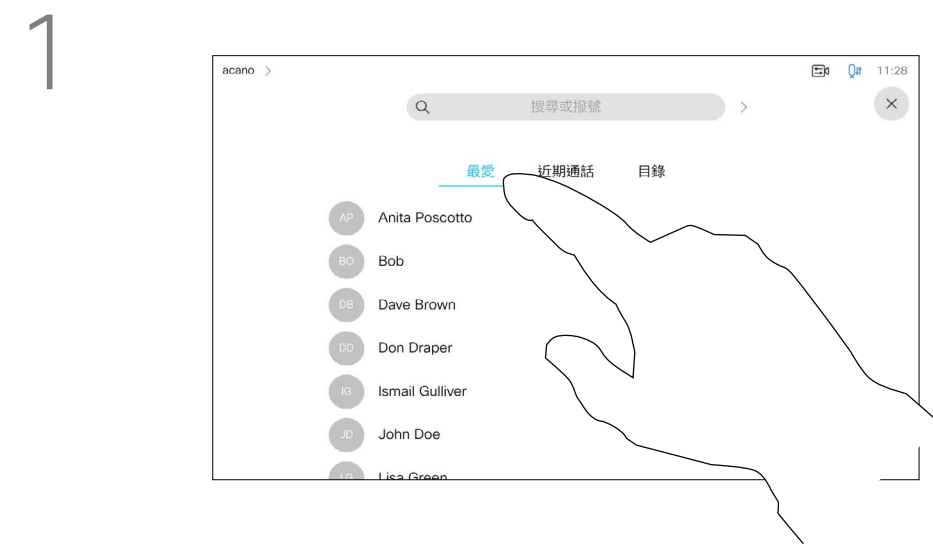 1
acano >
11:28
搜尋或撥號
最愛 近期通話 目錄
AP Anita Poscotto
BO Bob
DB Dave Brown
DD Don Draper
IG Ismail Gulliver
JD John Doe
LG Lisa Green